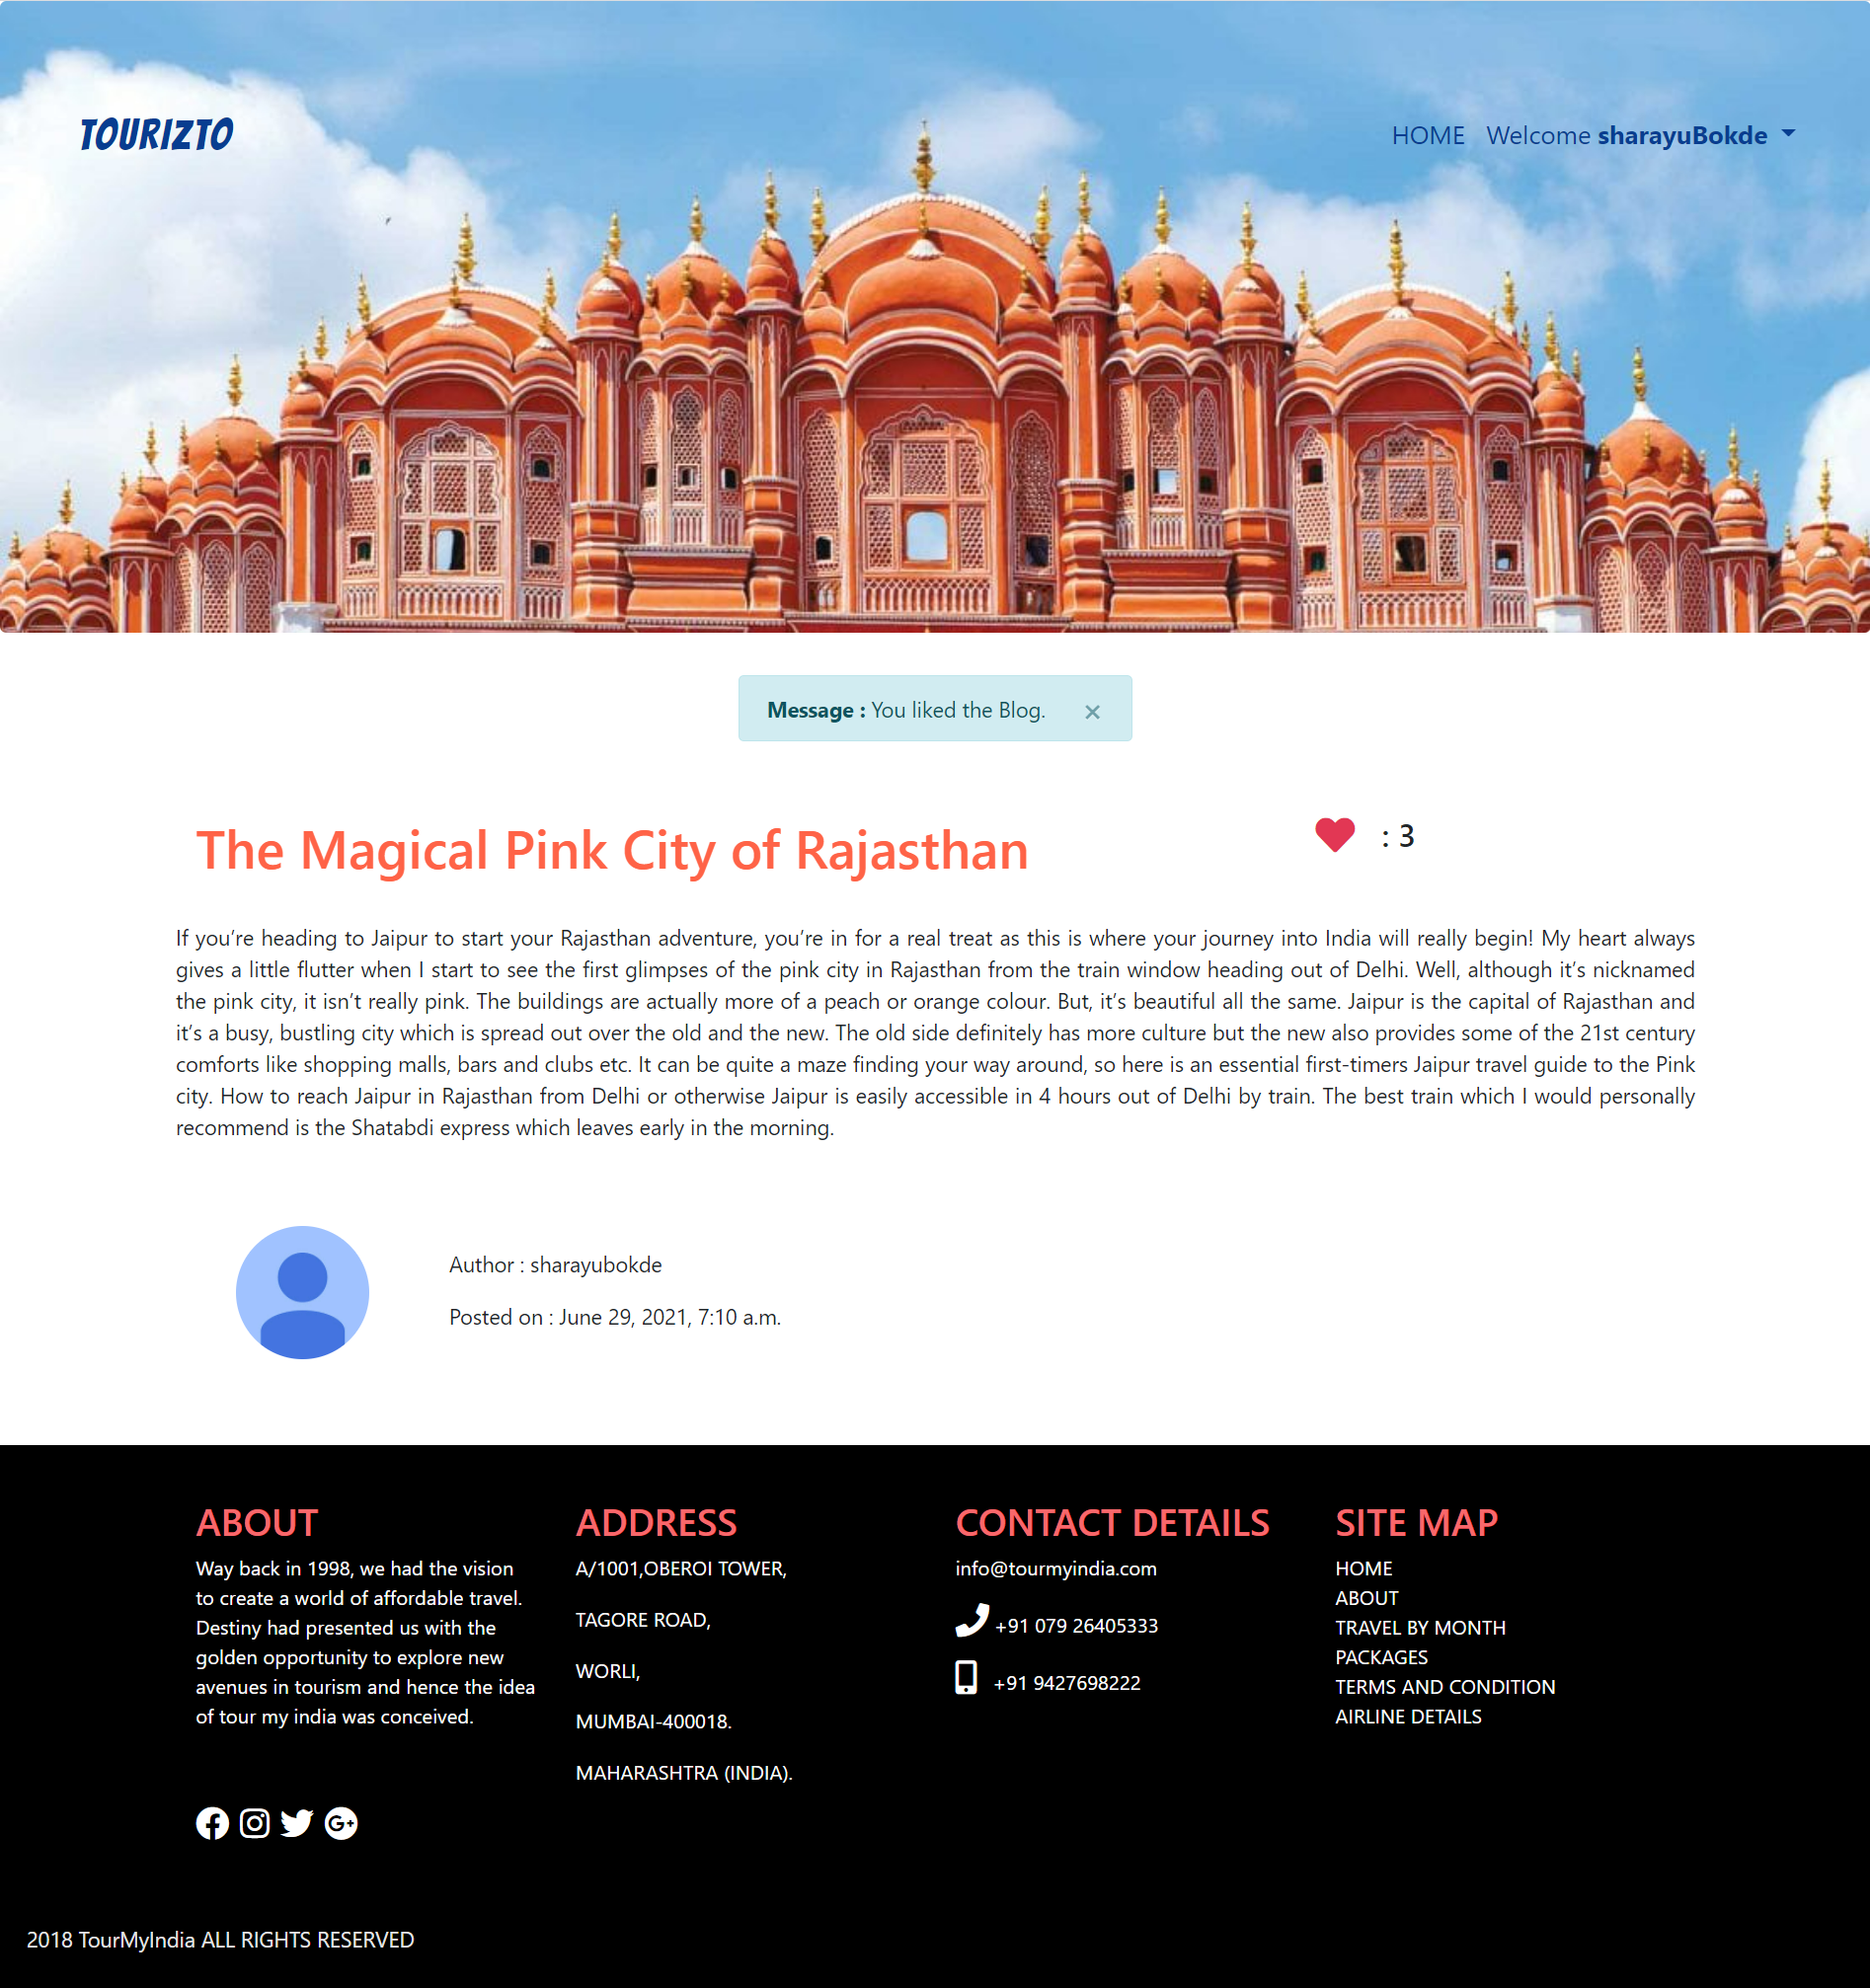 TOURIZTO
HOME Welcome sharayuBokde
Message : You liked the Blog. ×
The Magical Pink City of Rajasthan
: 3
If you’re heading to Jaipur to start your Rajasthan adventure, you’re in for a real treat as this is where your journey into India will really begin! My heart always
gives a little flutter when I start to see the first glimpses of the pink city in Rajasthan from the train window heading out of Delhi. Well, although it’s nicknamed
the pink city, it isn’t really pink. The buildings are actually more of a peach or orange colour. But, it’s beautiful all the same. Jaipur is the capital of Rajasthan and
it’s a busy, bustling city which is spread out over the old and the new. The old side definitely has more culture but the new also provides some of the 21st century
comforts like shopping malls, bars and clubs etc. It can be quite a maze finding your way around, so here is an essential first-timers Jaipur travel guide to the Pink
city. How to reach Jaipur in Rajasthan from Delhi or otherwise Jaipur is easily accessible in 4 hours out of Delhi by train. The best train which I would personally
recommend is the Shatabdi express which leaves early in the morning.
Author : sharayubokde
Posted on : June 29, 2021, 7:10 a.m.
ABOUT
Way back in 1998, we had the vision
to create a world of affordable travel.
Destiny had presented us with the
golden opportunity to explore new
avenues in tourism and hence the idea
of tour my india was conceived.
ADDRESS
A/1001,OBEROI TOWER,
TAGORE ROAD,
WORLI,
MUMBAI-400018.
MAHARASHTRA (INDIA).
CONTACT DETAILS
info@tourmyindia.com
+91 079 26405333
+91 9427698222
SITE MAP
HOME
ABOUT
TRAVEL BY MONTH
PACKAGES
TERMS AND CONDITION
AIRLINE DETAILS
2018 TourMyIndia ALL RIGHTS RESERVED